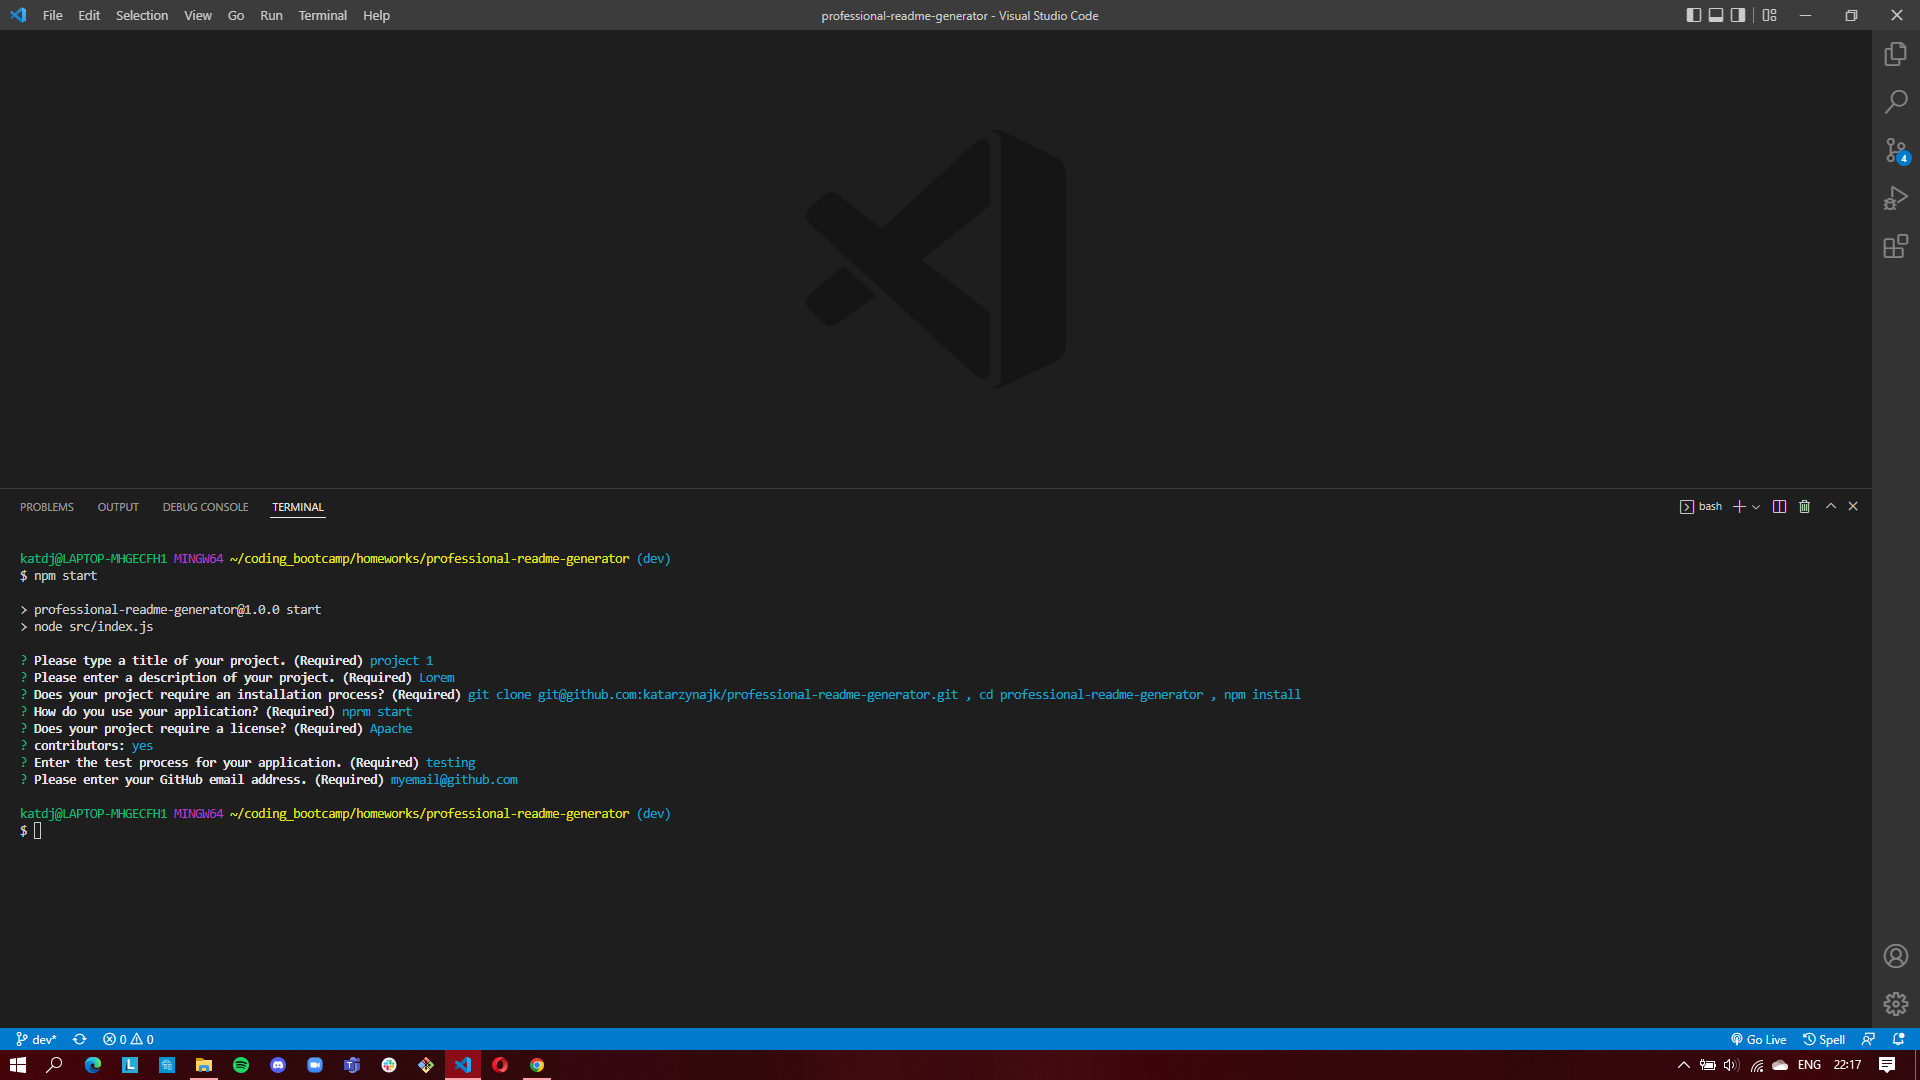 File Edit Selection View Go Run Terminal Help
professional-readme-generator - Visual Studio Code
4
PROBLEMS OUTPUT DEBUG CONSOLE TERMINAL
bash
katdj@LAPTOP-MHGECFH1 MINGW64 ~/coding_bootcamp/homeworks/professional-readme-generator (dev)
$ npm start
> professional-readme-generator@1.0.0 start
> node src/index.js
? Please type a title of your project. (Required) project 1
? Please enter a description of your project. (Required) Lorem
? Does your project require an installation process? (Required) git clone git@github.com:katarzynajk/professional-readme-generator.git , cd professional-readme-generator , npm install
? How do you use your application? (Required) nprm start
? Does your project require a license? (Required) Apache
? contributors: yes
? Enter the test process for your application. (Required) testing
? Please enter your GitHub email address. (Required) myemail@github.com
katdj@LAPTOP-MHGECFH1 MINGW64 ~/coding_bootcamp/homeworks/professional-readme-generator (dev)
$
dev* 0 0
Go Live Spell
L
ENG 22:17